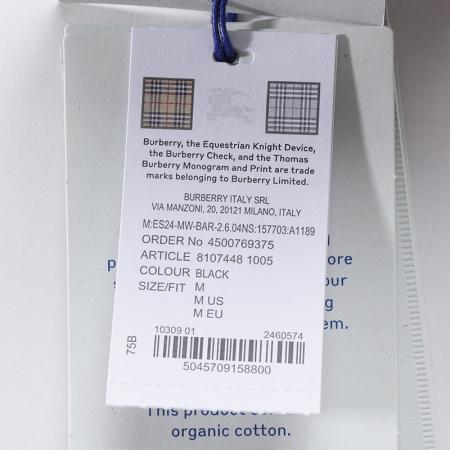 Burberry, the Equestrian Knight Device,
the Burberry Check, and the Thomas
Burberry Monogram and Print are trade
marks belonging to Burberry Limited.
BURBERRY ITALY SRL
VIA MANZONI, 20, 20121 MILANO, ITALY
M:ES24-MW-BAR-2.6.04NS:157703:A1189
ORDER No 4500769375
ARTICLE 8107448 1005
COLOUR BLACK
SIZE/FIT M
M US
M EU
10309 01 2460574
75B
5045709158800
This product
organic cotton.